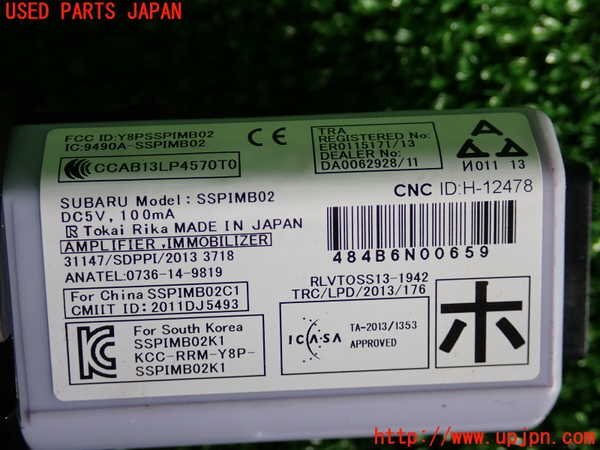 USED PARTS JAPAN
FCC ID:Y8PSSPIMB02
IC:9490A-SSPIMB02
CCAB13LP4570T0
CE
TRA
REGISTERED No:
ER0115171/13
DEALER No:
DA0062928/11
И011 13
SUBARU Model: SSPIMB02
DC5V, 100mA
Tokai Rika MADE IN JAPAN
AMPLIFIER, IMMOBILIZER
31147/SDPPI/2013 3718
ANATEL:0736-14-9819
CNC ID:H-12478
484B6N00659
RLVTOSS13-1942
TRC/LPD/2013/176
For China SSPIMB02C1
CMIIT ID: 2011DJ5493
For South Korea
SSPIMB02K1
KCC-RRM-Y8P-
SSPIMB02K1
ICASA
TA-2013/1353
APPROVED
ホ
http://www.upjpn.com/